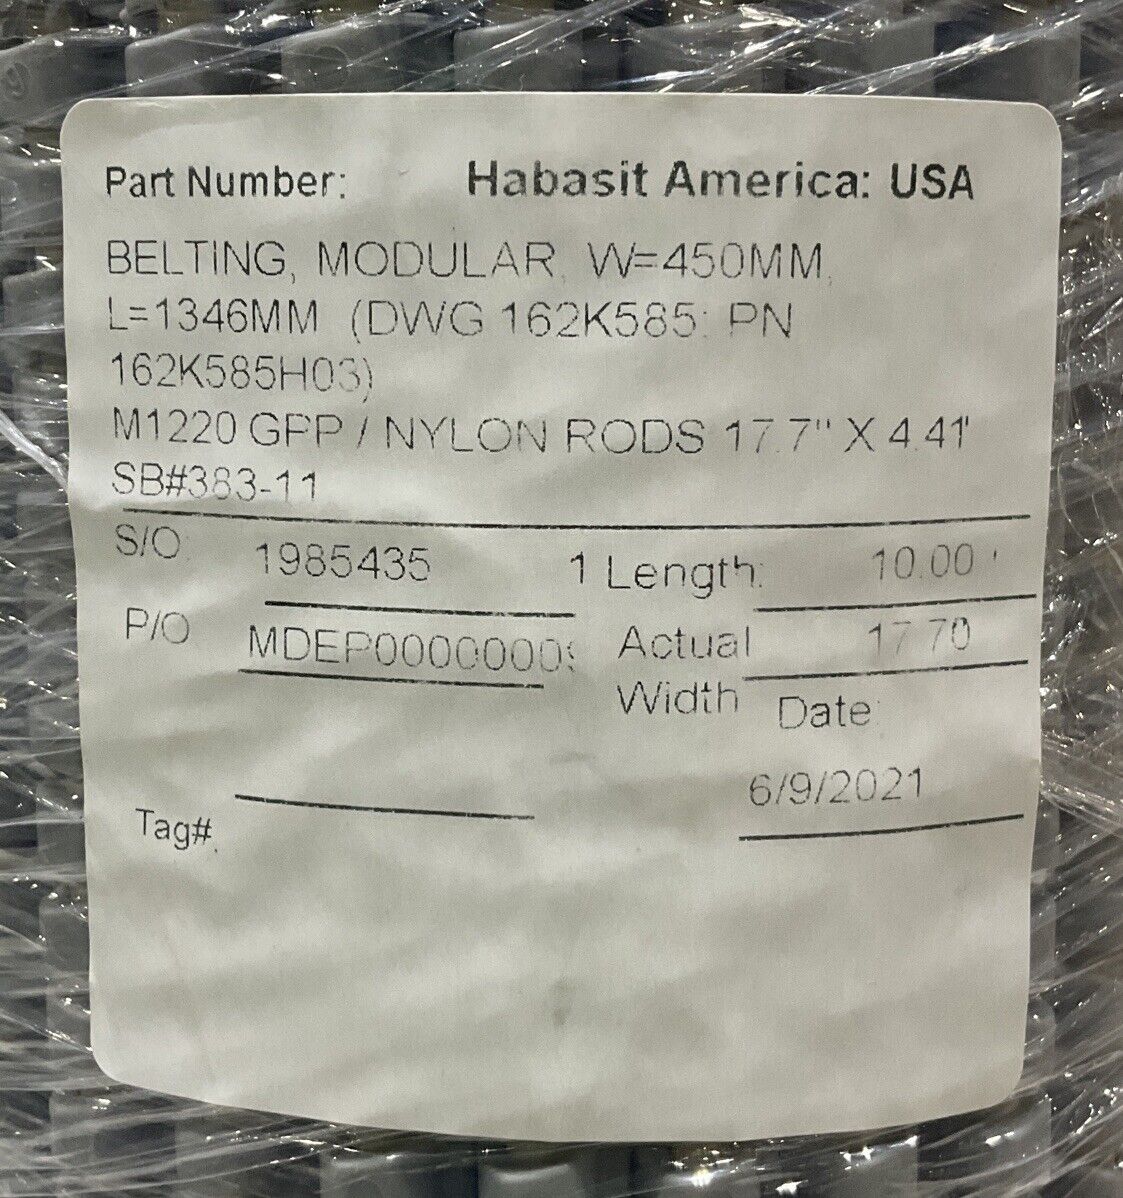 Part Number: Habasit America: USA
BELTING, MODULAR, W=450MM,
L=1346MM (DWG 162K585: PN
162K585H03)
M1220 GPP / NYLON RODS 17.7" X 4.41'
SB#383-11
S/O: 1985435 1 Length: 10.00 '
P/O MDEP0000000 Actual 17.70
Width Date:
6/9/2021
Tag#: